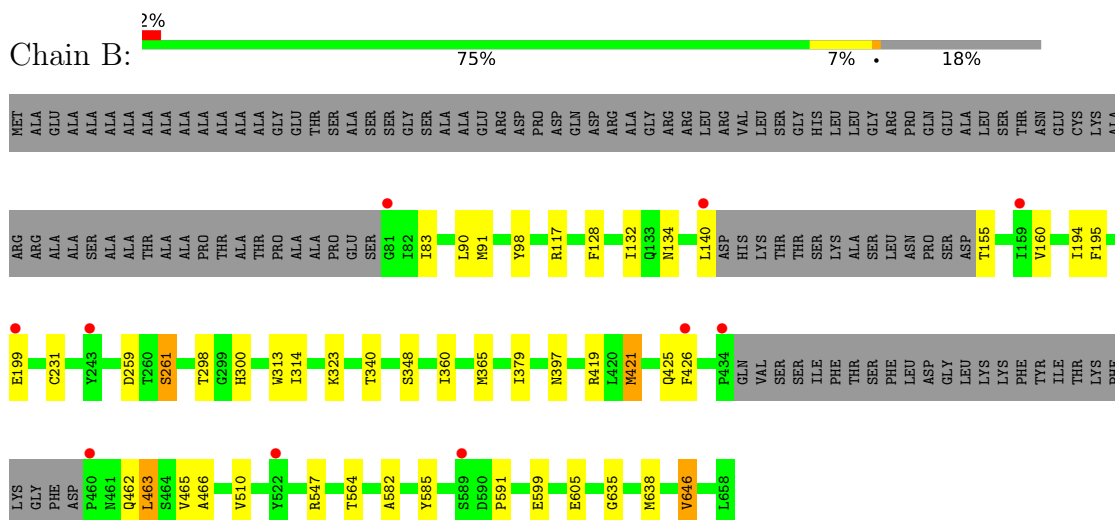 Chain B:
2%
75% 7% • 18%
MET ALA GLU ALA ALA ALA ALA ALA ALA ALA ALA ALA ALA ALA GLY GLU THR SER ALA SER SER GLY SER ALA ALA GLU ARG ASP PRO ASP GLN ASP ARG ALA GLY ARG ARG LEU ARG VAL LEU SER GLY HIS LEU LEU GLY ARG PRO GLN GLU ALA LEU SER THR ASN GLU CYS LYS ALA
ARG ARG ALA ALA SER ALA ALA THR ALA ALA PRO THR ALA THR PRO ALA ALA PRO GLU SER G81 I82 I83 L90 M91 Y98 R117 F128 I132 Q133 N134 L140 ASP HIS LYS THR THR SER LYS ALA SER LEU ASN PRO SER ASP T155 I159 V160 I194 F195
E199 C231 Y243 D259 T260 S261 T298 G299 H300 W313 I314 K323 T340 S348 I360 M365 I379 N397 R419 L420 M421 Q425 F426 P434 GLN VAL SER SER ILE PHE THR SER PHE LEU ASP GLY LEU LYS LYS PHE TYR ILE THR LYS PHE
LYS GLY PHE ASP P460 N461 Q462 L463 S464 V465 A466 V510 Y522 R547 T564 A582 Y585 S589 D590 P591 E599 E605 G635 M638 V646 L658